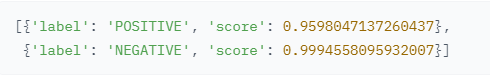 [{'label': 'POSITIVE', 'score': 0.9598047137260437},
{'label': 'NEGATIVE', 'score': 0.9994558095932007}]